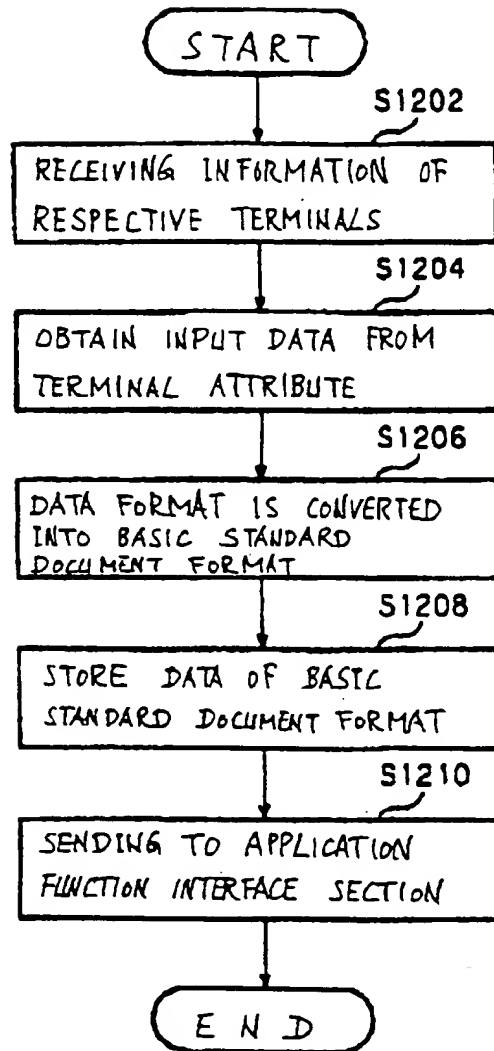 START
S1202
RECEIVING INFORMATION OF
RESPECTIVE TERMINALS
S1204
OBTAIN INPUT DATA FROM
TERMINAL ATTRIBUTE
S1206
DATA FORMAT IS CONVERTED
INTO BASIC STANDARD
DOCUMENT FORMAT
S1208
STORE DATA OF BASIC
STANDARD DOCUMENT FORMAT
S1210
SENDING TO APPLICATION
FUNCTION INTERFACE SECTION
END